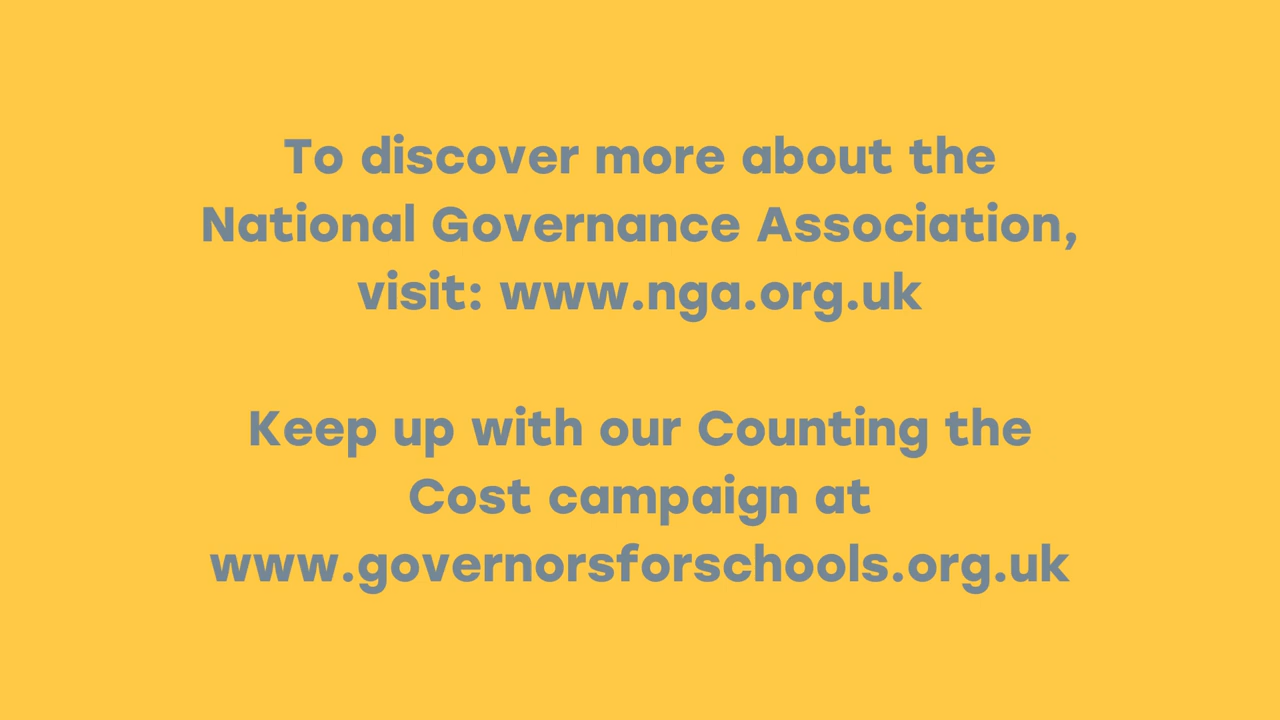 To discover more about the
National Governance Association,
visit: www.nga.org.uk
Keep up with our Counting the
Cost campaign at
www.governorsforschools.org.uk